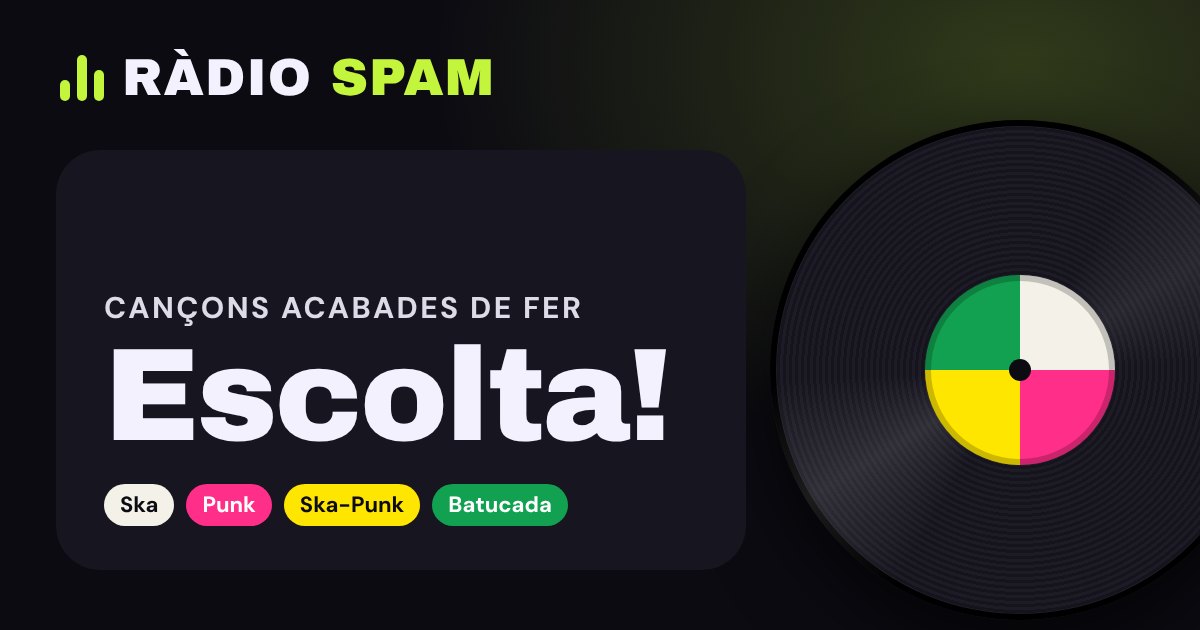 RÀDIO SPAM
CANÇONS ACABADES DE FER
Escolta!
Ska Punk Ska-Punk Batucada